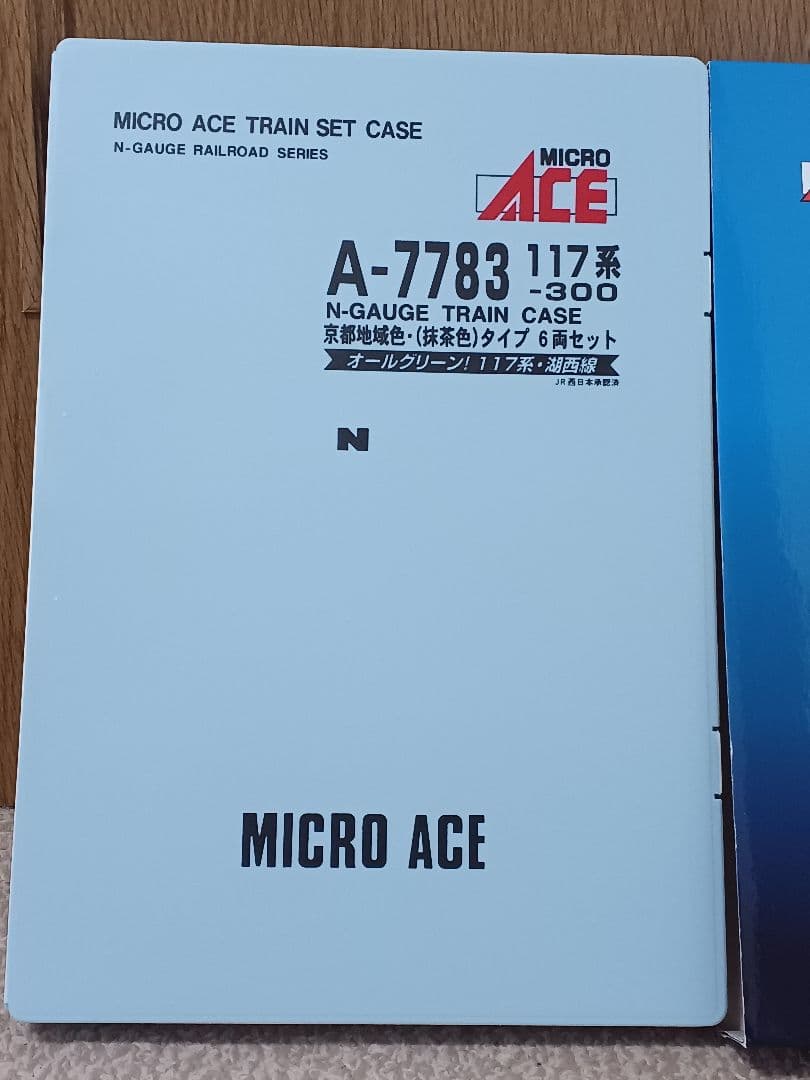 MICRO ACE TRAIN SET CASE
N-GAUGE RAILROAD SERIES
MICRO
ACE
A-7783 117系
-300
N-GAUGE TRAIN CASE
京都地域色・(抹茶色)タイプ 6両セット
オールグリーン! 117系・湖西線
JR西日本承認済
N
MICRO ACE